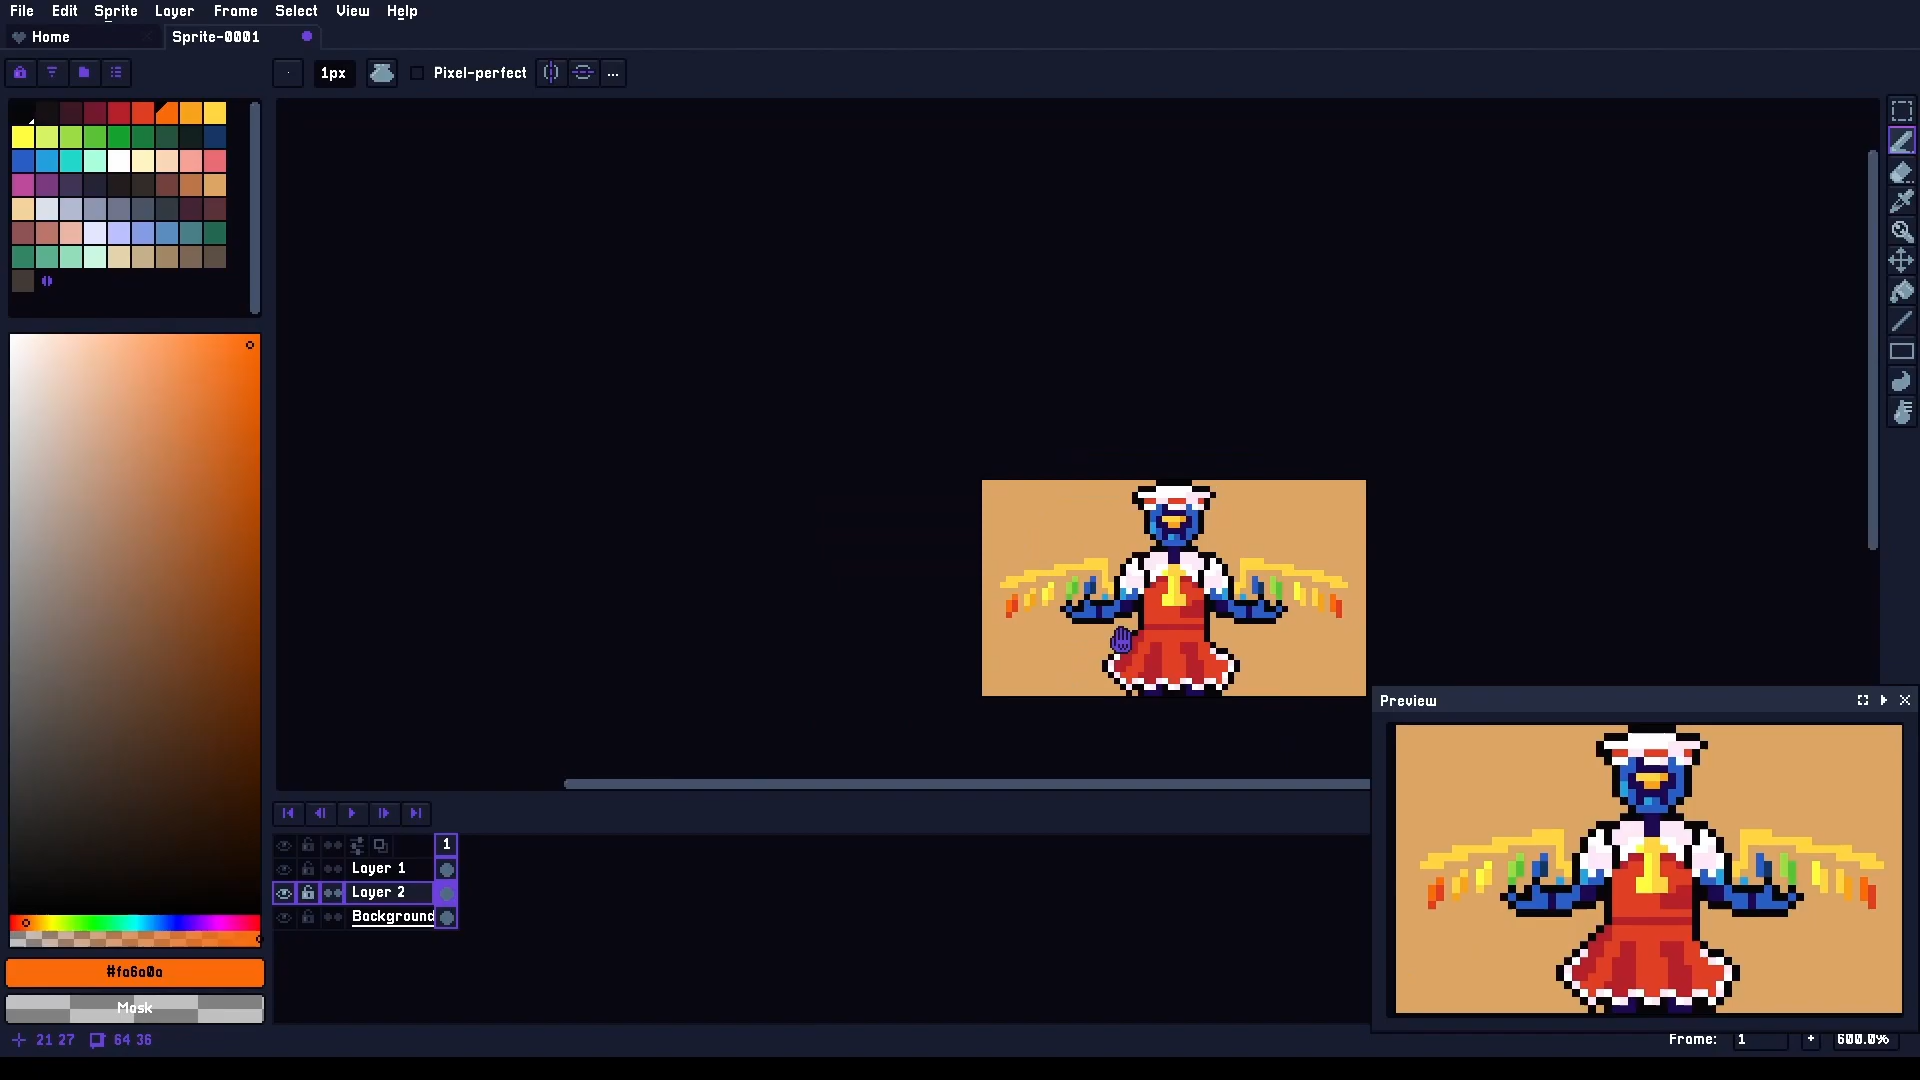 File Edit Sprite Layer Frame Select View Help
Home Sprite-0001
1px Pixel-perfect ...
Preview
1
Layer 1
Layer 2
Background
#fa6a0a
Mask
21 27 64 36
Frame: 1 + 600.0%